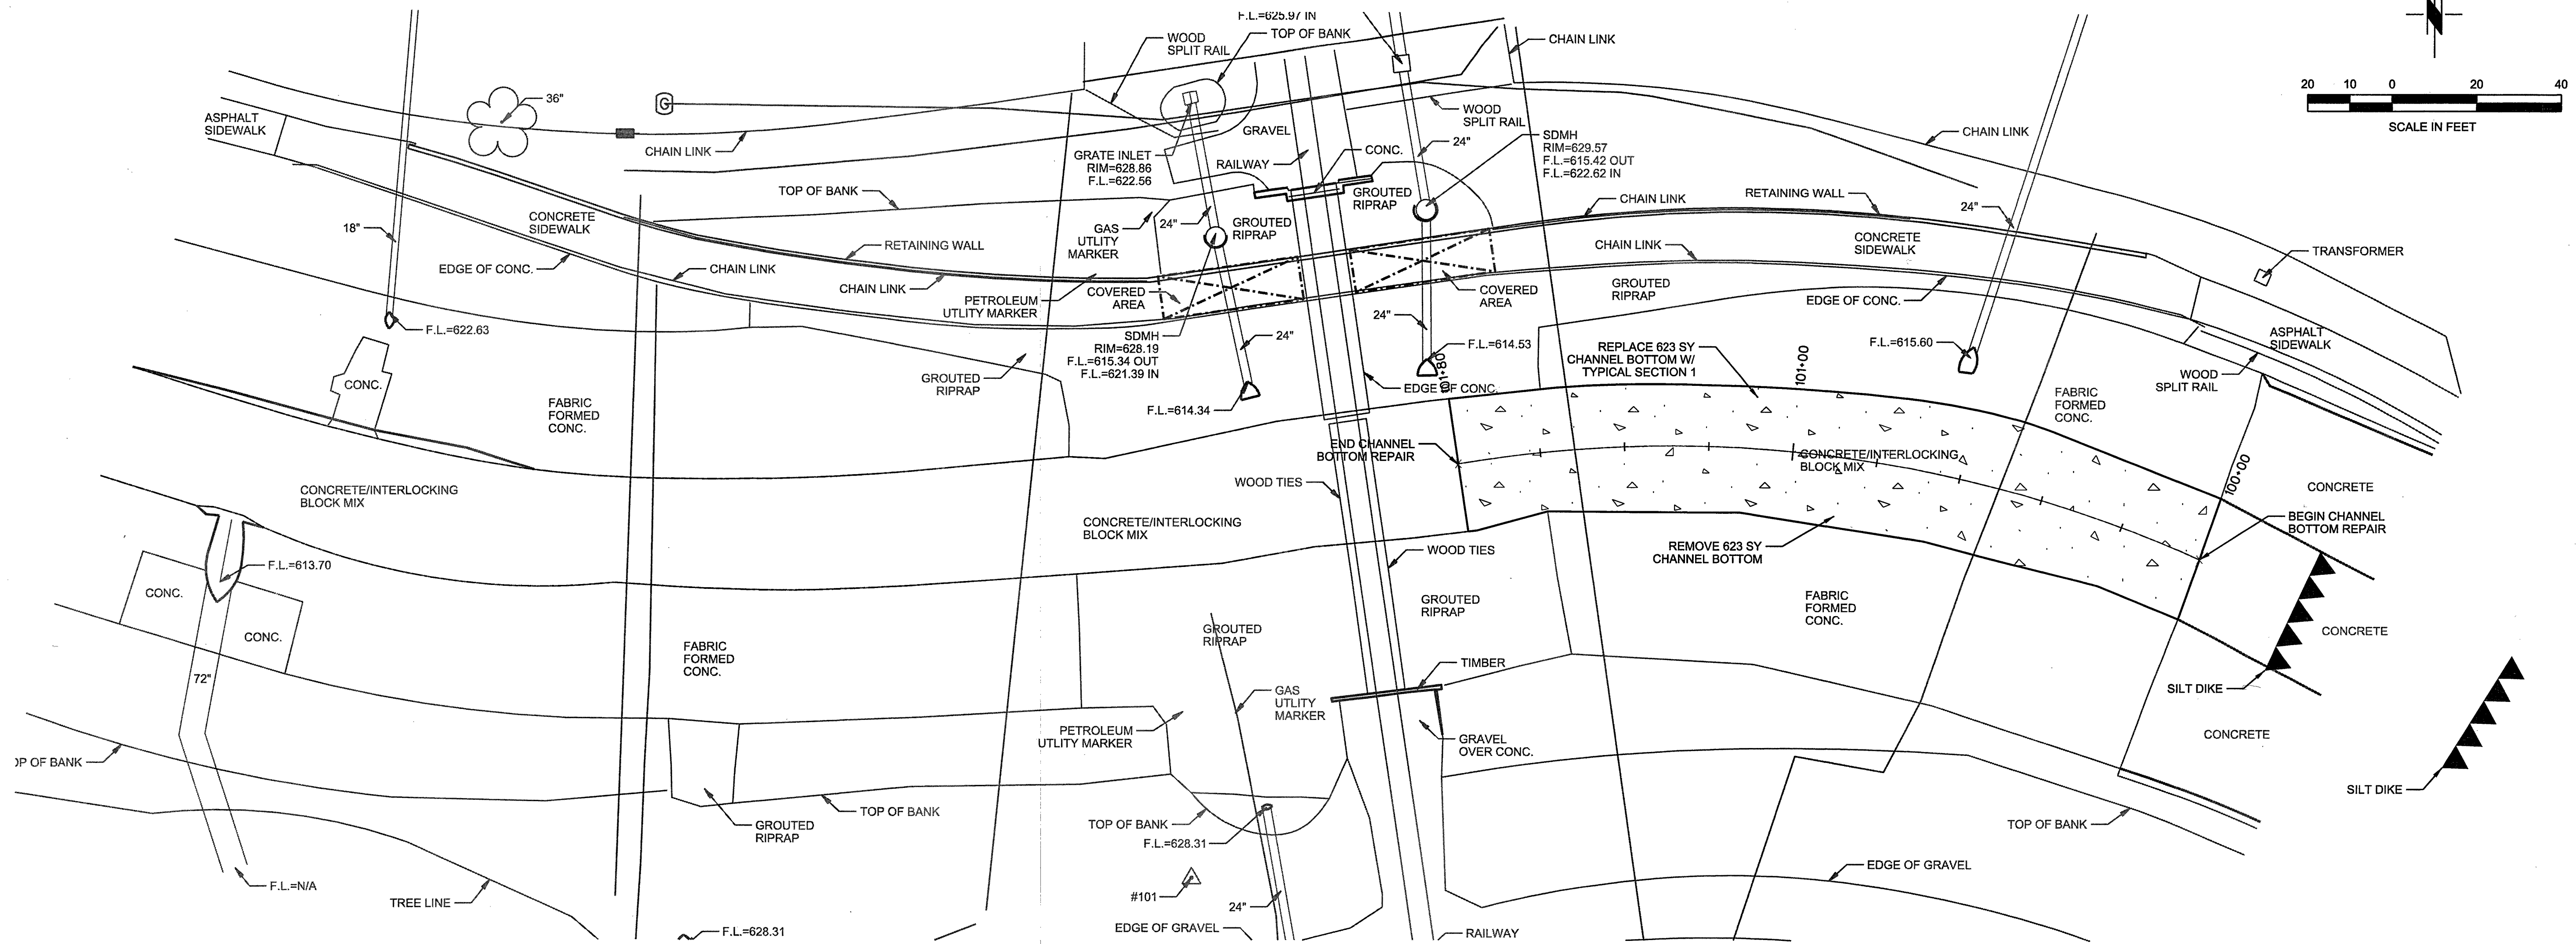 F.L.=625.97 IN
WOOD
SPLIT RAIL
TOP OF BANK
CHAIN LINK
20 10 0 20 40
SCALE IN FEET
36"
G
ASPHALT
SIDEWALK
CHAIN LINK
GRAVEL
WOOD
SPLIT RAIL
SDMH
RIM=629.57
F.L.=615.42 OUT
F.L.=622.62 IN
CHAIN LINK
24"
CONC.
RAILWAY
GRATE INLET
RIM=628.86
F.L.=622.56
TOP OF BANK
GROUTED
RIPRAP
CHAIN LINK
RETAINING WALL
24"
18"
CONCRETE
SIDEWALK
GAS
UTLITY
MARKER
24"
GROUTED
RIPRAP
RETAINING WALL
CHAIN LINK
CONCRETE
SIDEWALK
TRANSFORMER
EDGE OF CONC.
CHAIN LINK
CHAIN LINK
PETROLEUM
UTLITY MARKER
COVERED
AREA
COVERED
AREA
GROUTED
RIPRAP
EDGE OF CONC.
F.L.=622.63
24"
24"
SDMH
RIM=628.19
F.L.=615.34 OUT
F.L.=621.39 IN
F.L.=614.53
REPLACE 623 SY
CHANNEL BOTTOM W/
TYPICAL SECTION 1
101+00
F.L.=615.60
ASPHALT
SIDEWALK
WOOD
SPLIT RAIL
CONC.
GROUTED
RIPRAP
101+80
EDGE OF CONC.
F.L.=614.34
FABRIC
FORMED
CONC.
FABRIC
FORMED
CONC.
END CHANNEL
BOTTOM REPAIR
CONCRETE/INTERLOCKING
BLOCK MIX
100+00
CONCRETE
CONCRETE/INTERLOCKING
BLOCK MIX
WOOD TIES
CONCRETE/INTERLOCKING
BLOCK MIX
BEGIN CHANNEL
BOTTOM REPAIR
WOOD TIES
REMOVE 623 SY
CHANNEL BOTTOM
F.L.=613.70
CONC.
CONC.
GROUTED
RIPRAP
FABRIC
FORMED
CONC.
GROUTED
RIPRAP
CONCRETE
FABRIC
FORMED
CONC.
72"
TIMBER
GAS
UTLITY
MARKER
SILT DIKE
PETROLEUM
UTLITY MARKER
GRAVEL
OVER CONC.
CONCRETE
OP OF BANK
SILT DIKE
TOP OF BANK
GROUTED
RIPRAP
TOP OF BANK
F.L.=628.31
TOP OF BANK
EDGE OF GRAVEL
F.L.=N/A
TREE LINE
#101
24"
F.L.=628.31
EDGE OF GRAVEL
RAILWAY